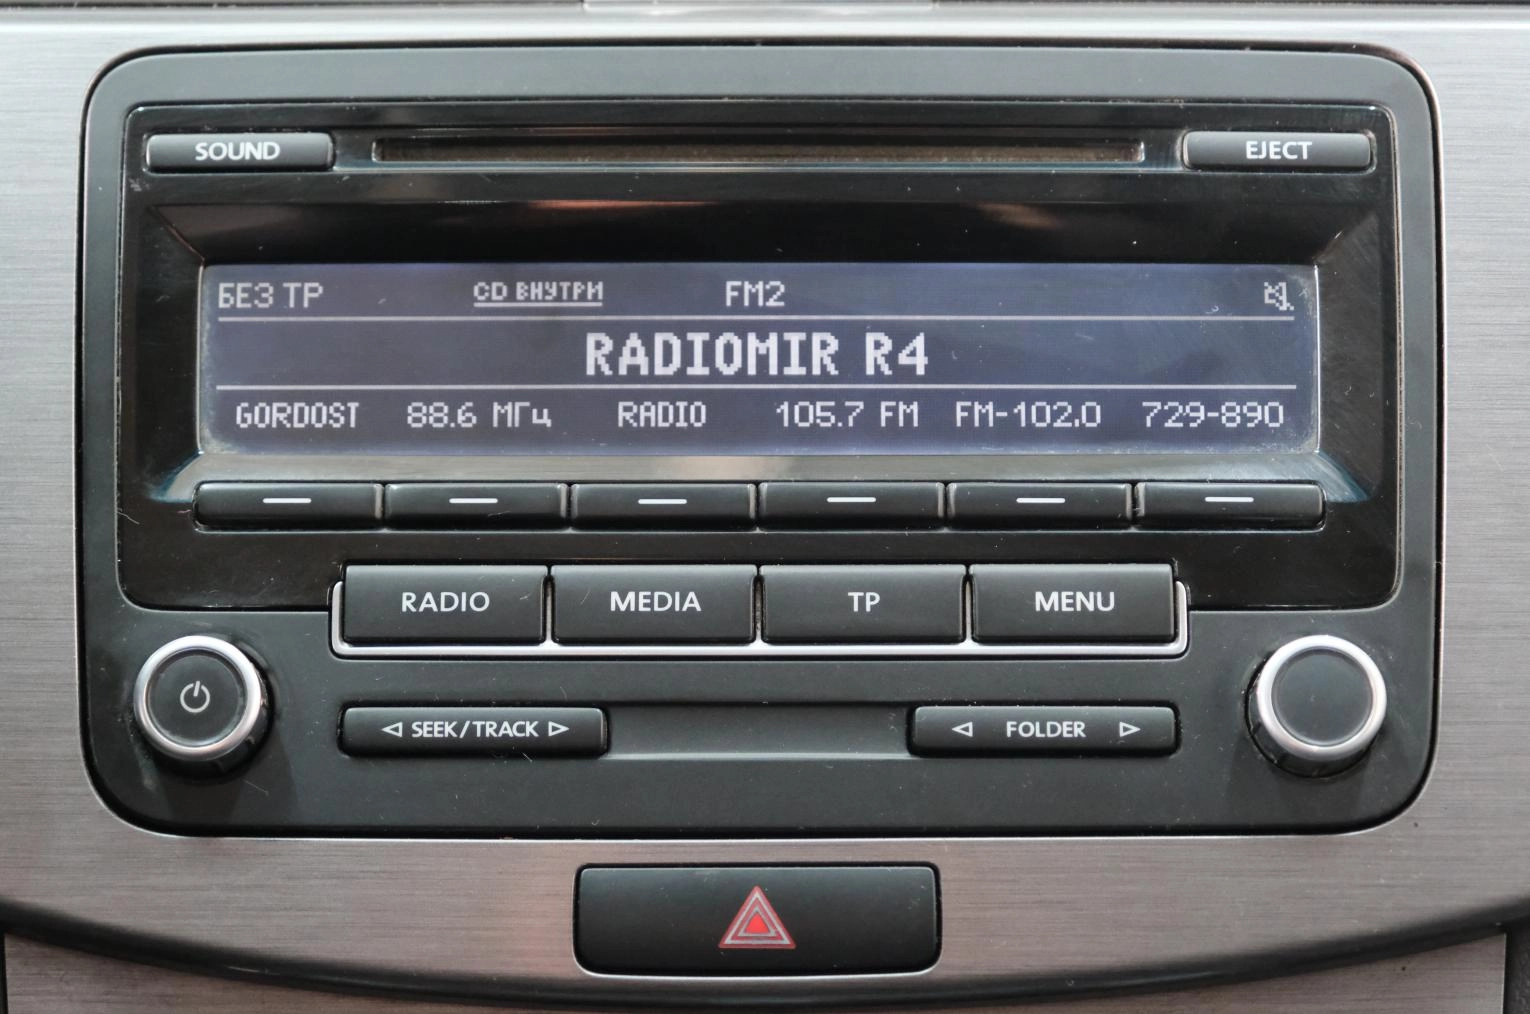 SOUND EJECT
БЕЗ TP CD ВНУТРИ FM2
RADIOMIR R4
GORDOST 88.6 МГц RADIO 105.7 FM FM-102.0 729-890
RADIO MEDIA TP MENU
SEEK/TRACK FOLDER